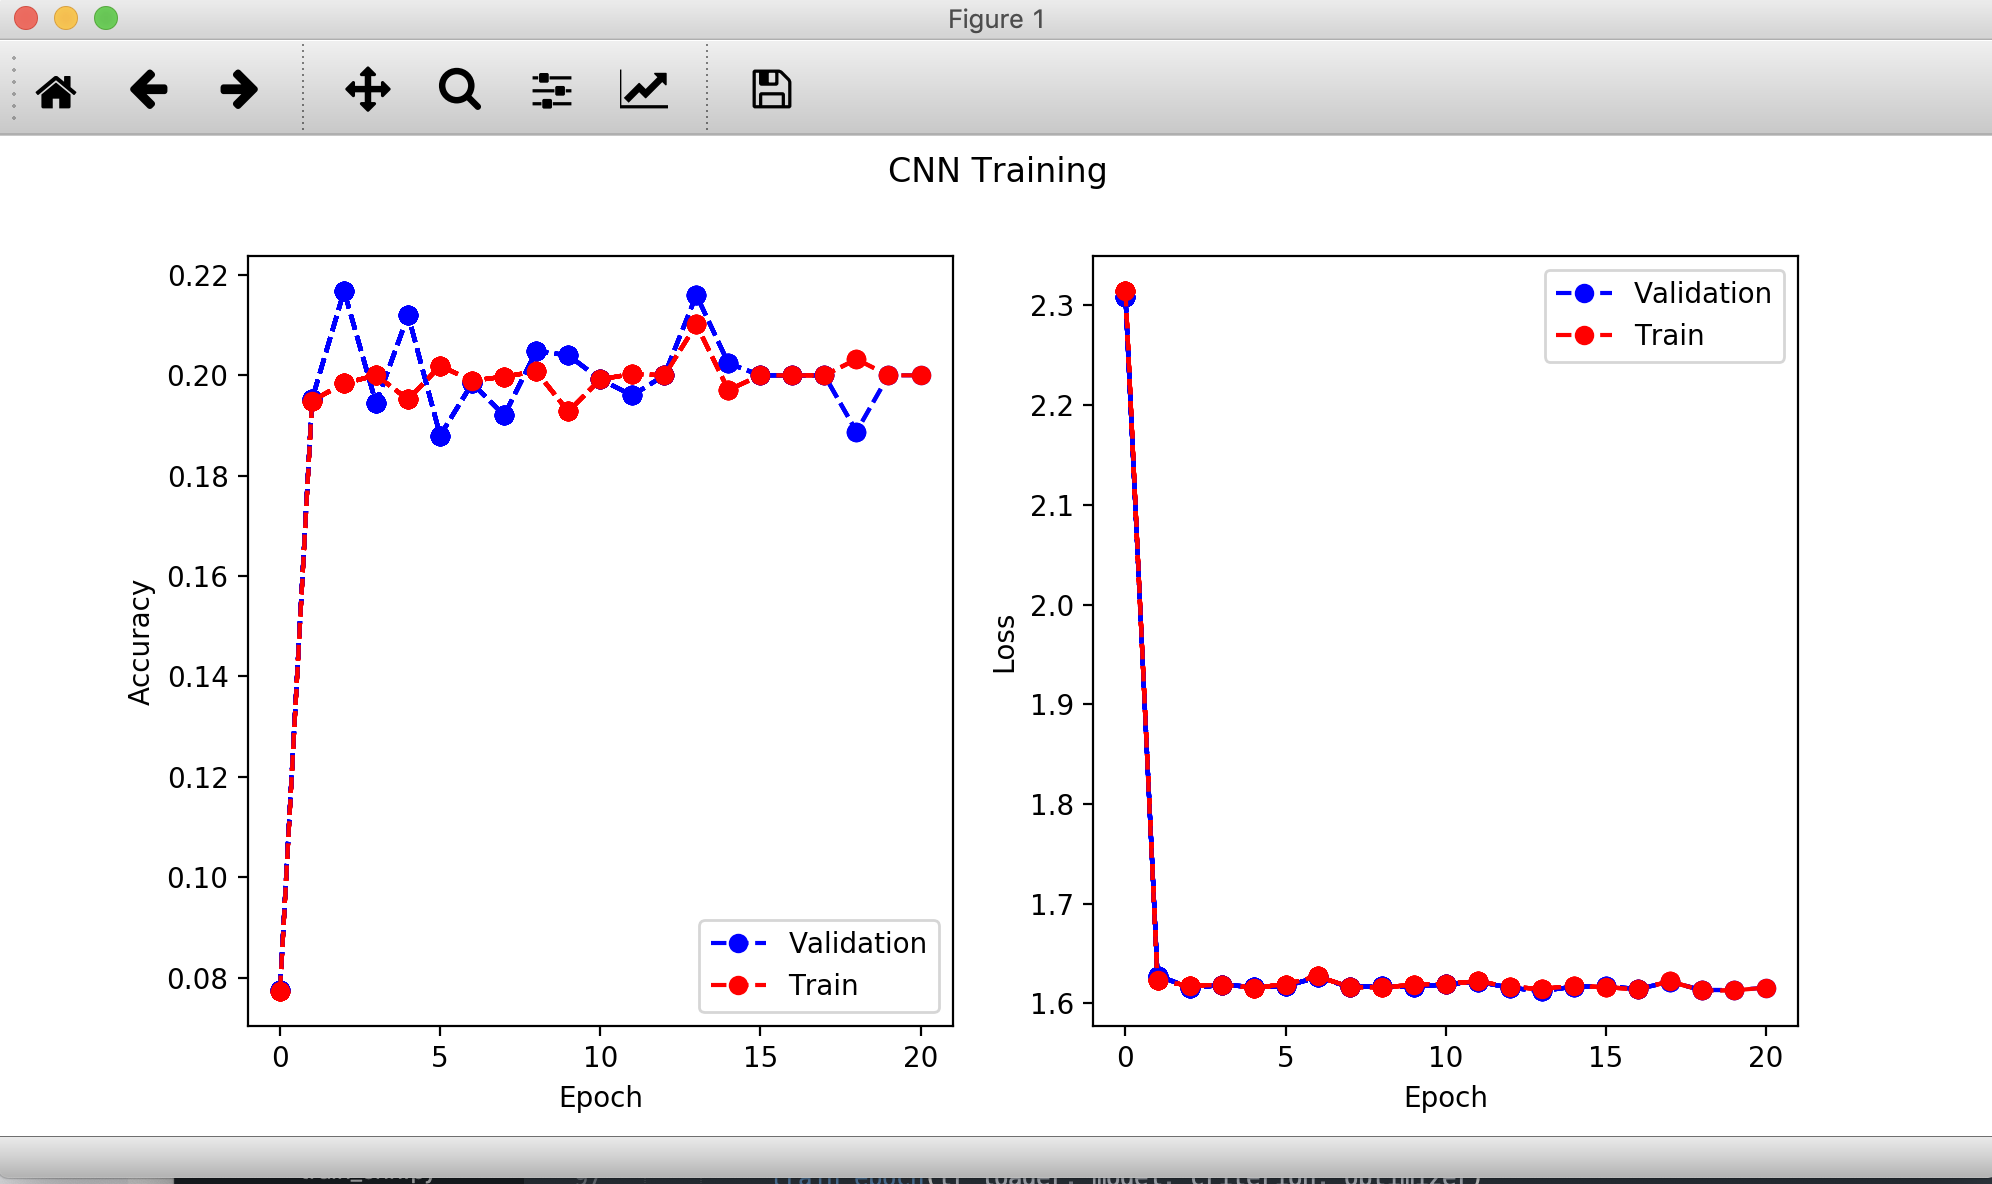 Figure 1
CNN Training
0.22
0.20
0.18
0.16
0.14
0.12
0.10
0.08
Accuracy
Validation
Train
0 5 10 15 20
Epoch
2.3
2.2
2.1
2.0
1.9
1.8
1.7
1.6
Loss
Validation
Train
0 5 10 15 20
Epoch